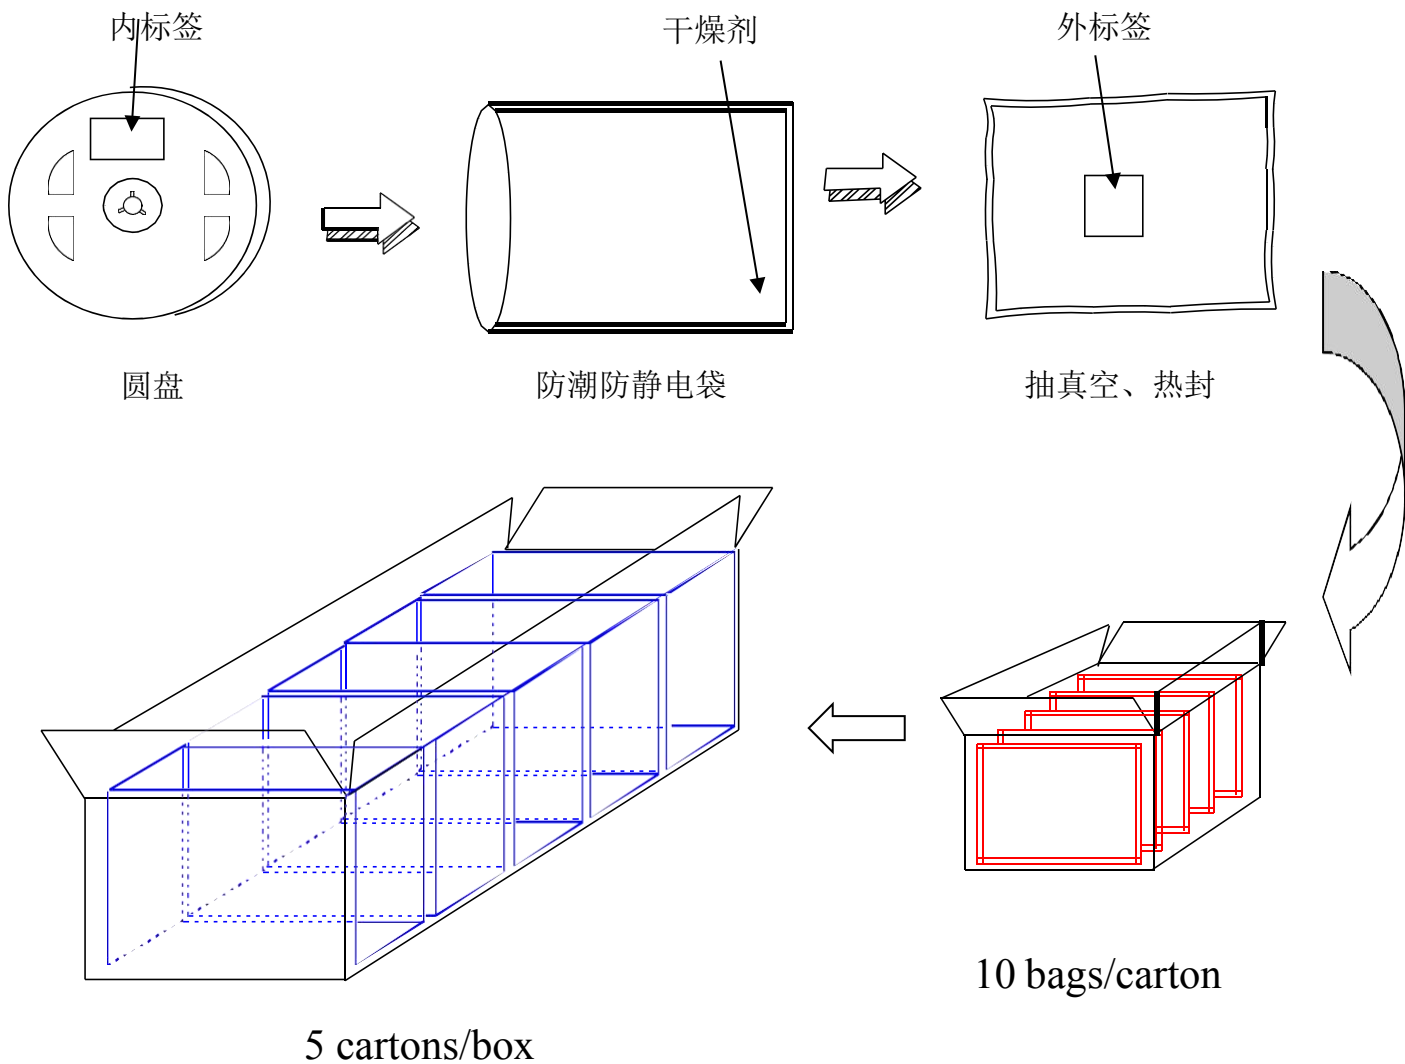 内标签
干燥剂
外标签
圆盘
防潮防静电袋
抽真空、热封
10 bags/carton
5 cartons/box